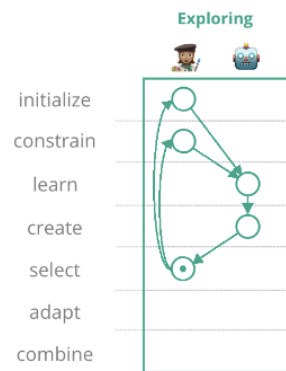 Exploring
initialize
constrain
learn
create
select
adapt
combine